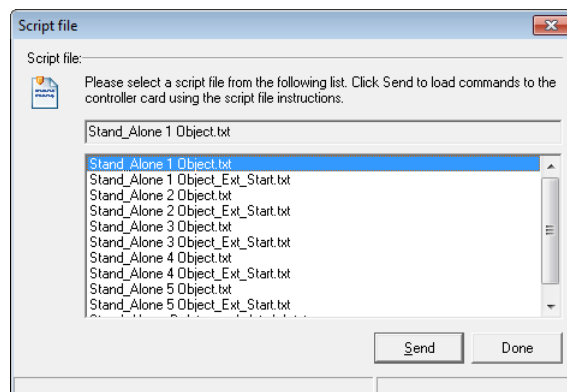 Script file
Script file:
Please select a script file from the following list. Click Send to load commands to the
controller card using the script file instructions.
Stand_Alone 1 Object.txt
Stand_Alone 1 Object.txt
Stand_Alone 1 Object_Ext_Start.txt
Stand_Alone 2 Object.txt
Stand_Alone 2 Object_Ext_Start.txt
Stand_Alone 3 Object.txt
Stand_Alone 3 Object_Ext_Start.txt
Stand_Alone 4 Object.txt
Stand_Alone 4 Object_Ext_Start.txt
Stand_Alone 5 Object.txt
Stand_Alone 5 Object_Ext_Start.txt
Send Done